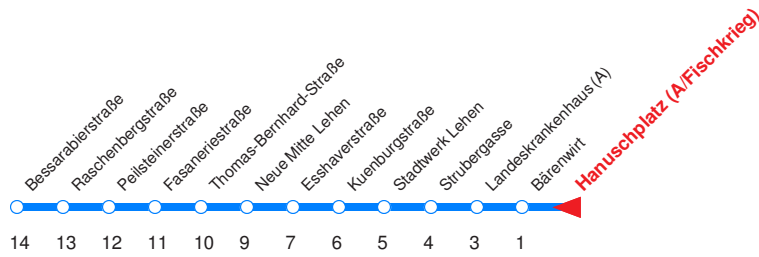 Bessarabierstraße
Raschenbergstraße
Peilsteinerstraße
Fasaneriestraße
Thomas-Bernhard-Straße
Neue Mitte Lehen
Esshaverstraße
Kuenburgstraße
Stadtwerk Lehen
Strubergasse
Landeskrankenhaus (A)
Bärenwirt
Hanuschplatz (A/Fischkrieg)
14 13 12 11 10 9 7 6 5 4 3 1